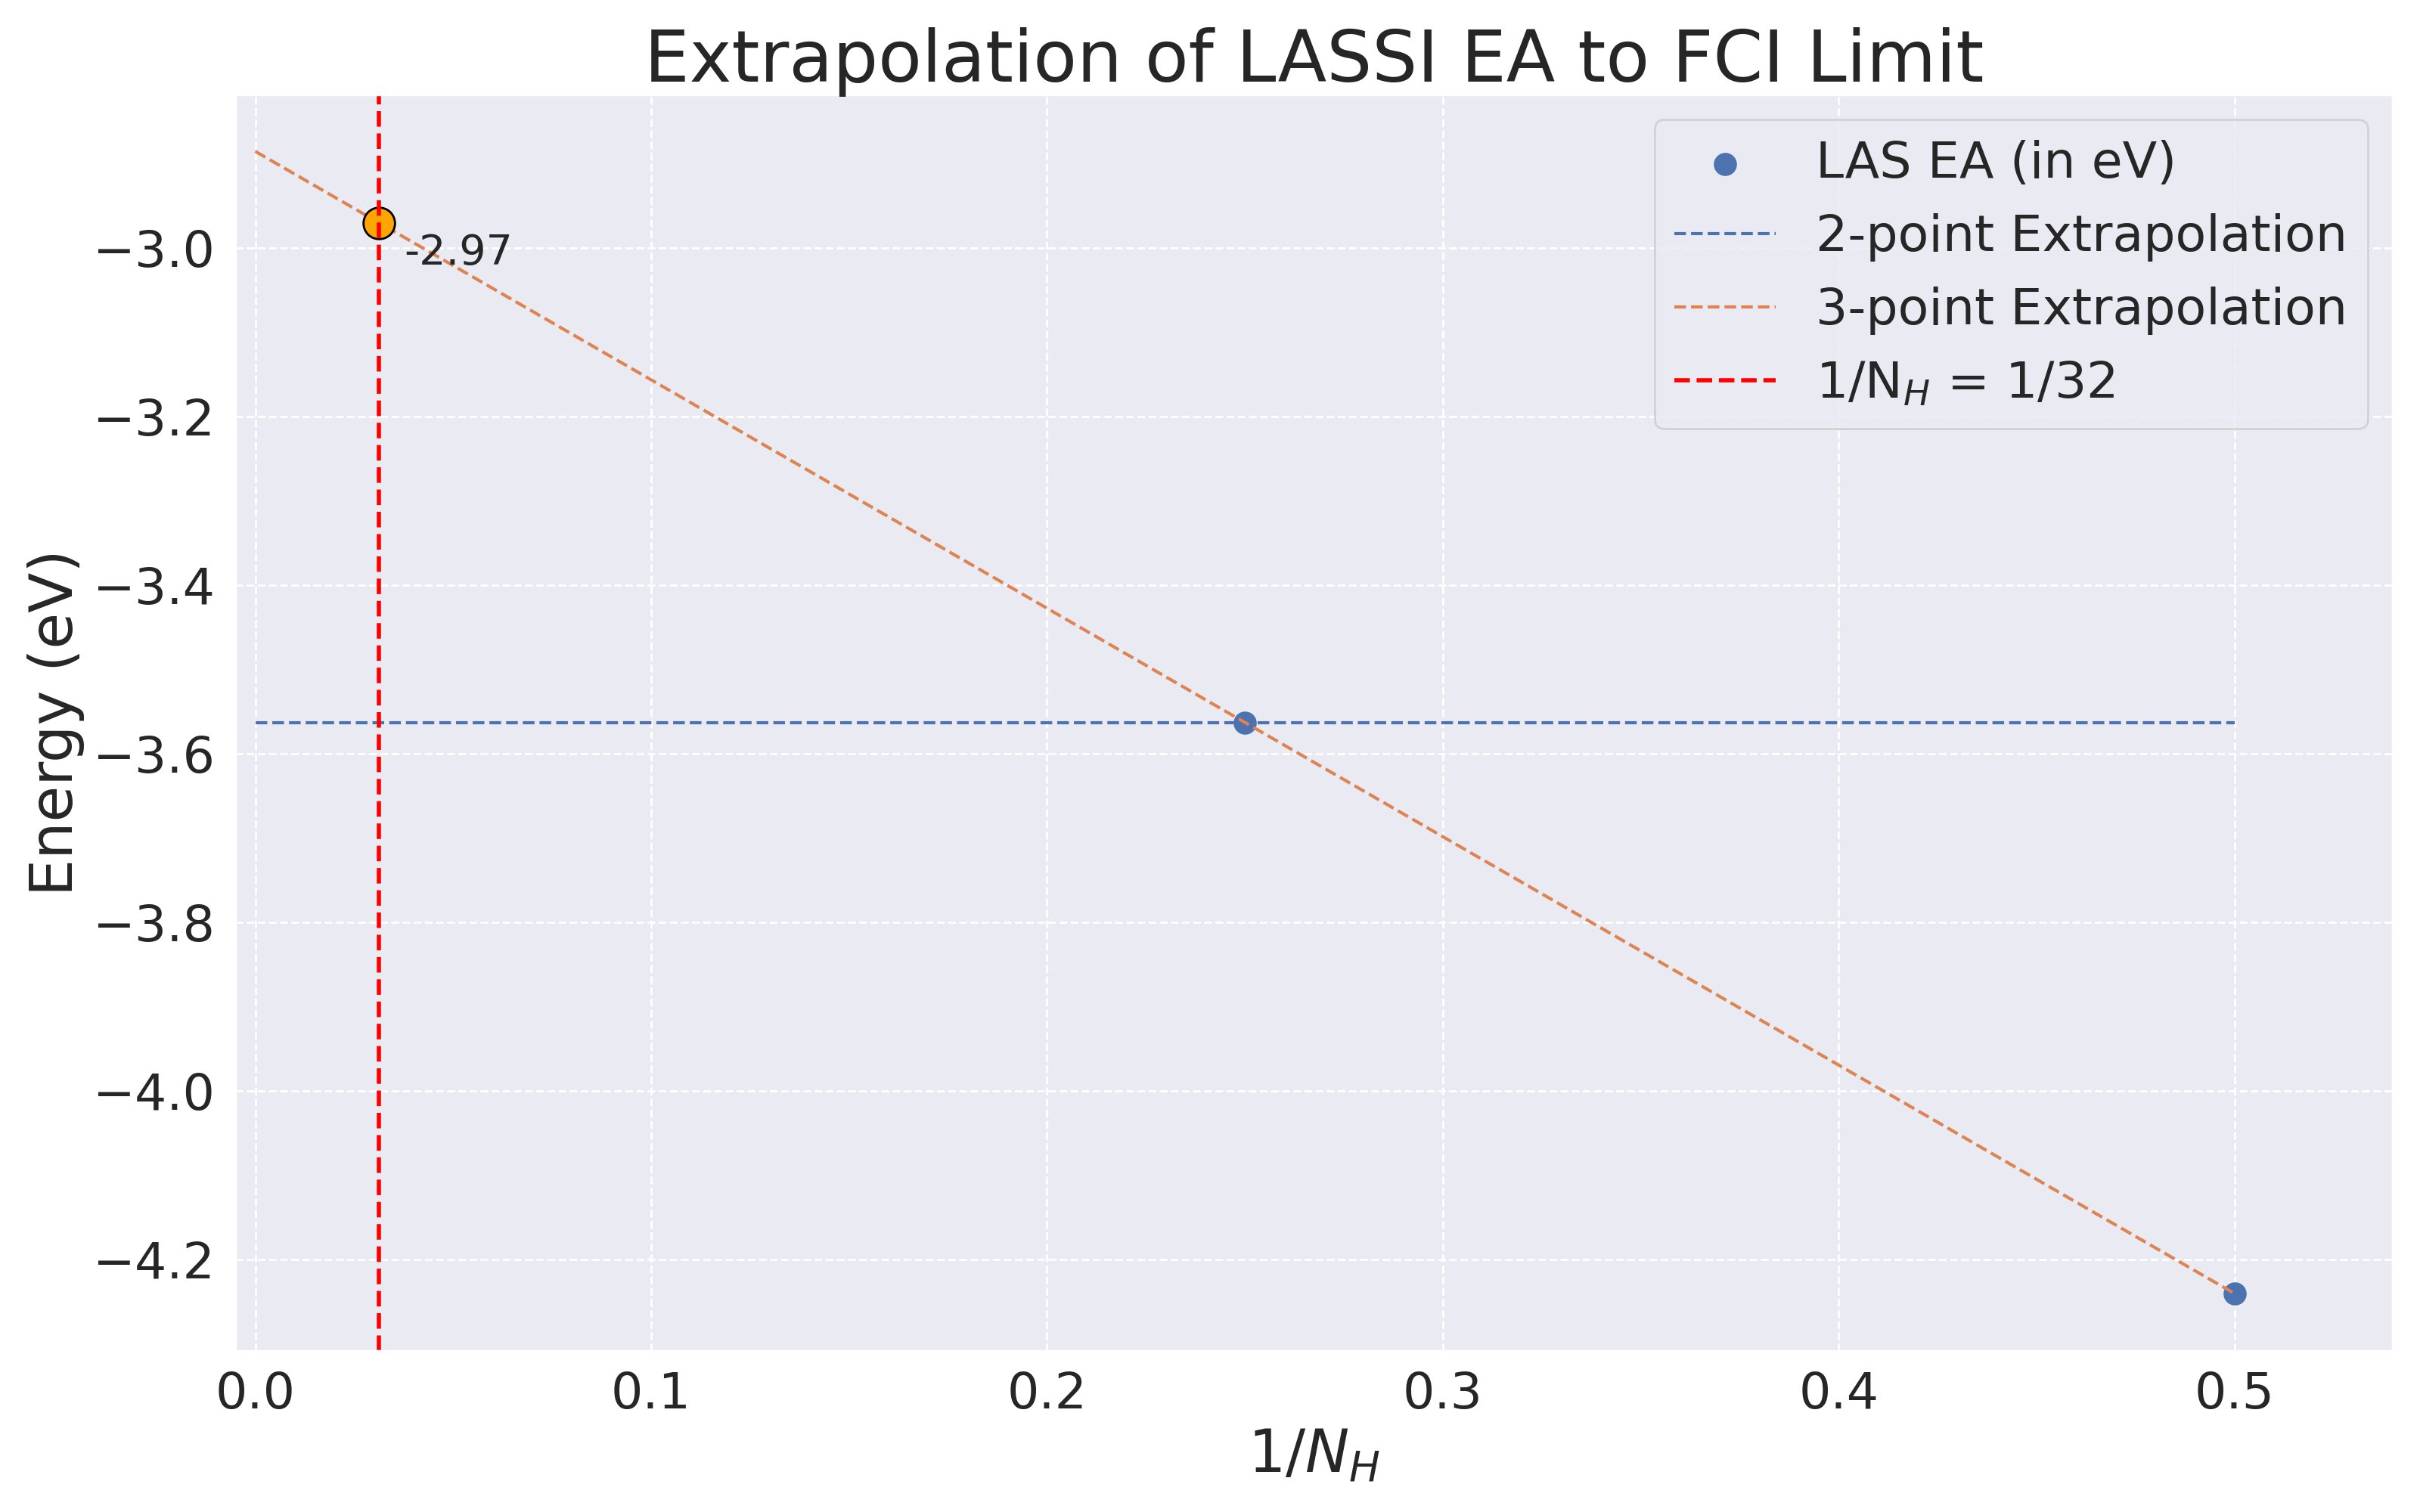 Extrapolation of LASSI EA to FCI Limit
LAS EA (in eV)
2-point Extrapolation
3-point Extrapolation
1/N_H = 1/32
-2.97
Energy (eV)
−3.0
−3.2
−3.4
−3.6
−3.8
−4.0
−4.2
0.0 0.1 0.2 0.3 0.4 0.5
1/N_H